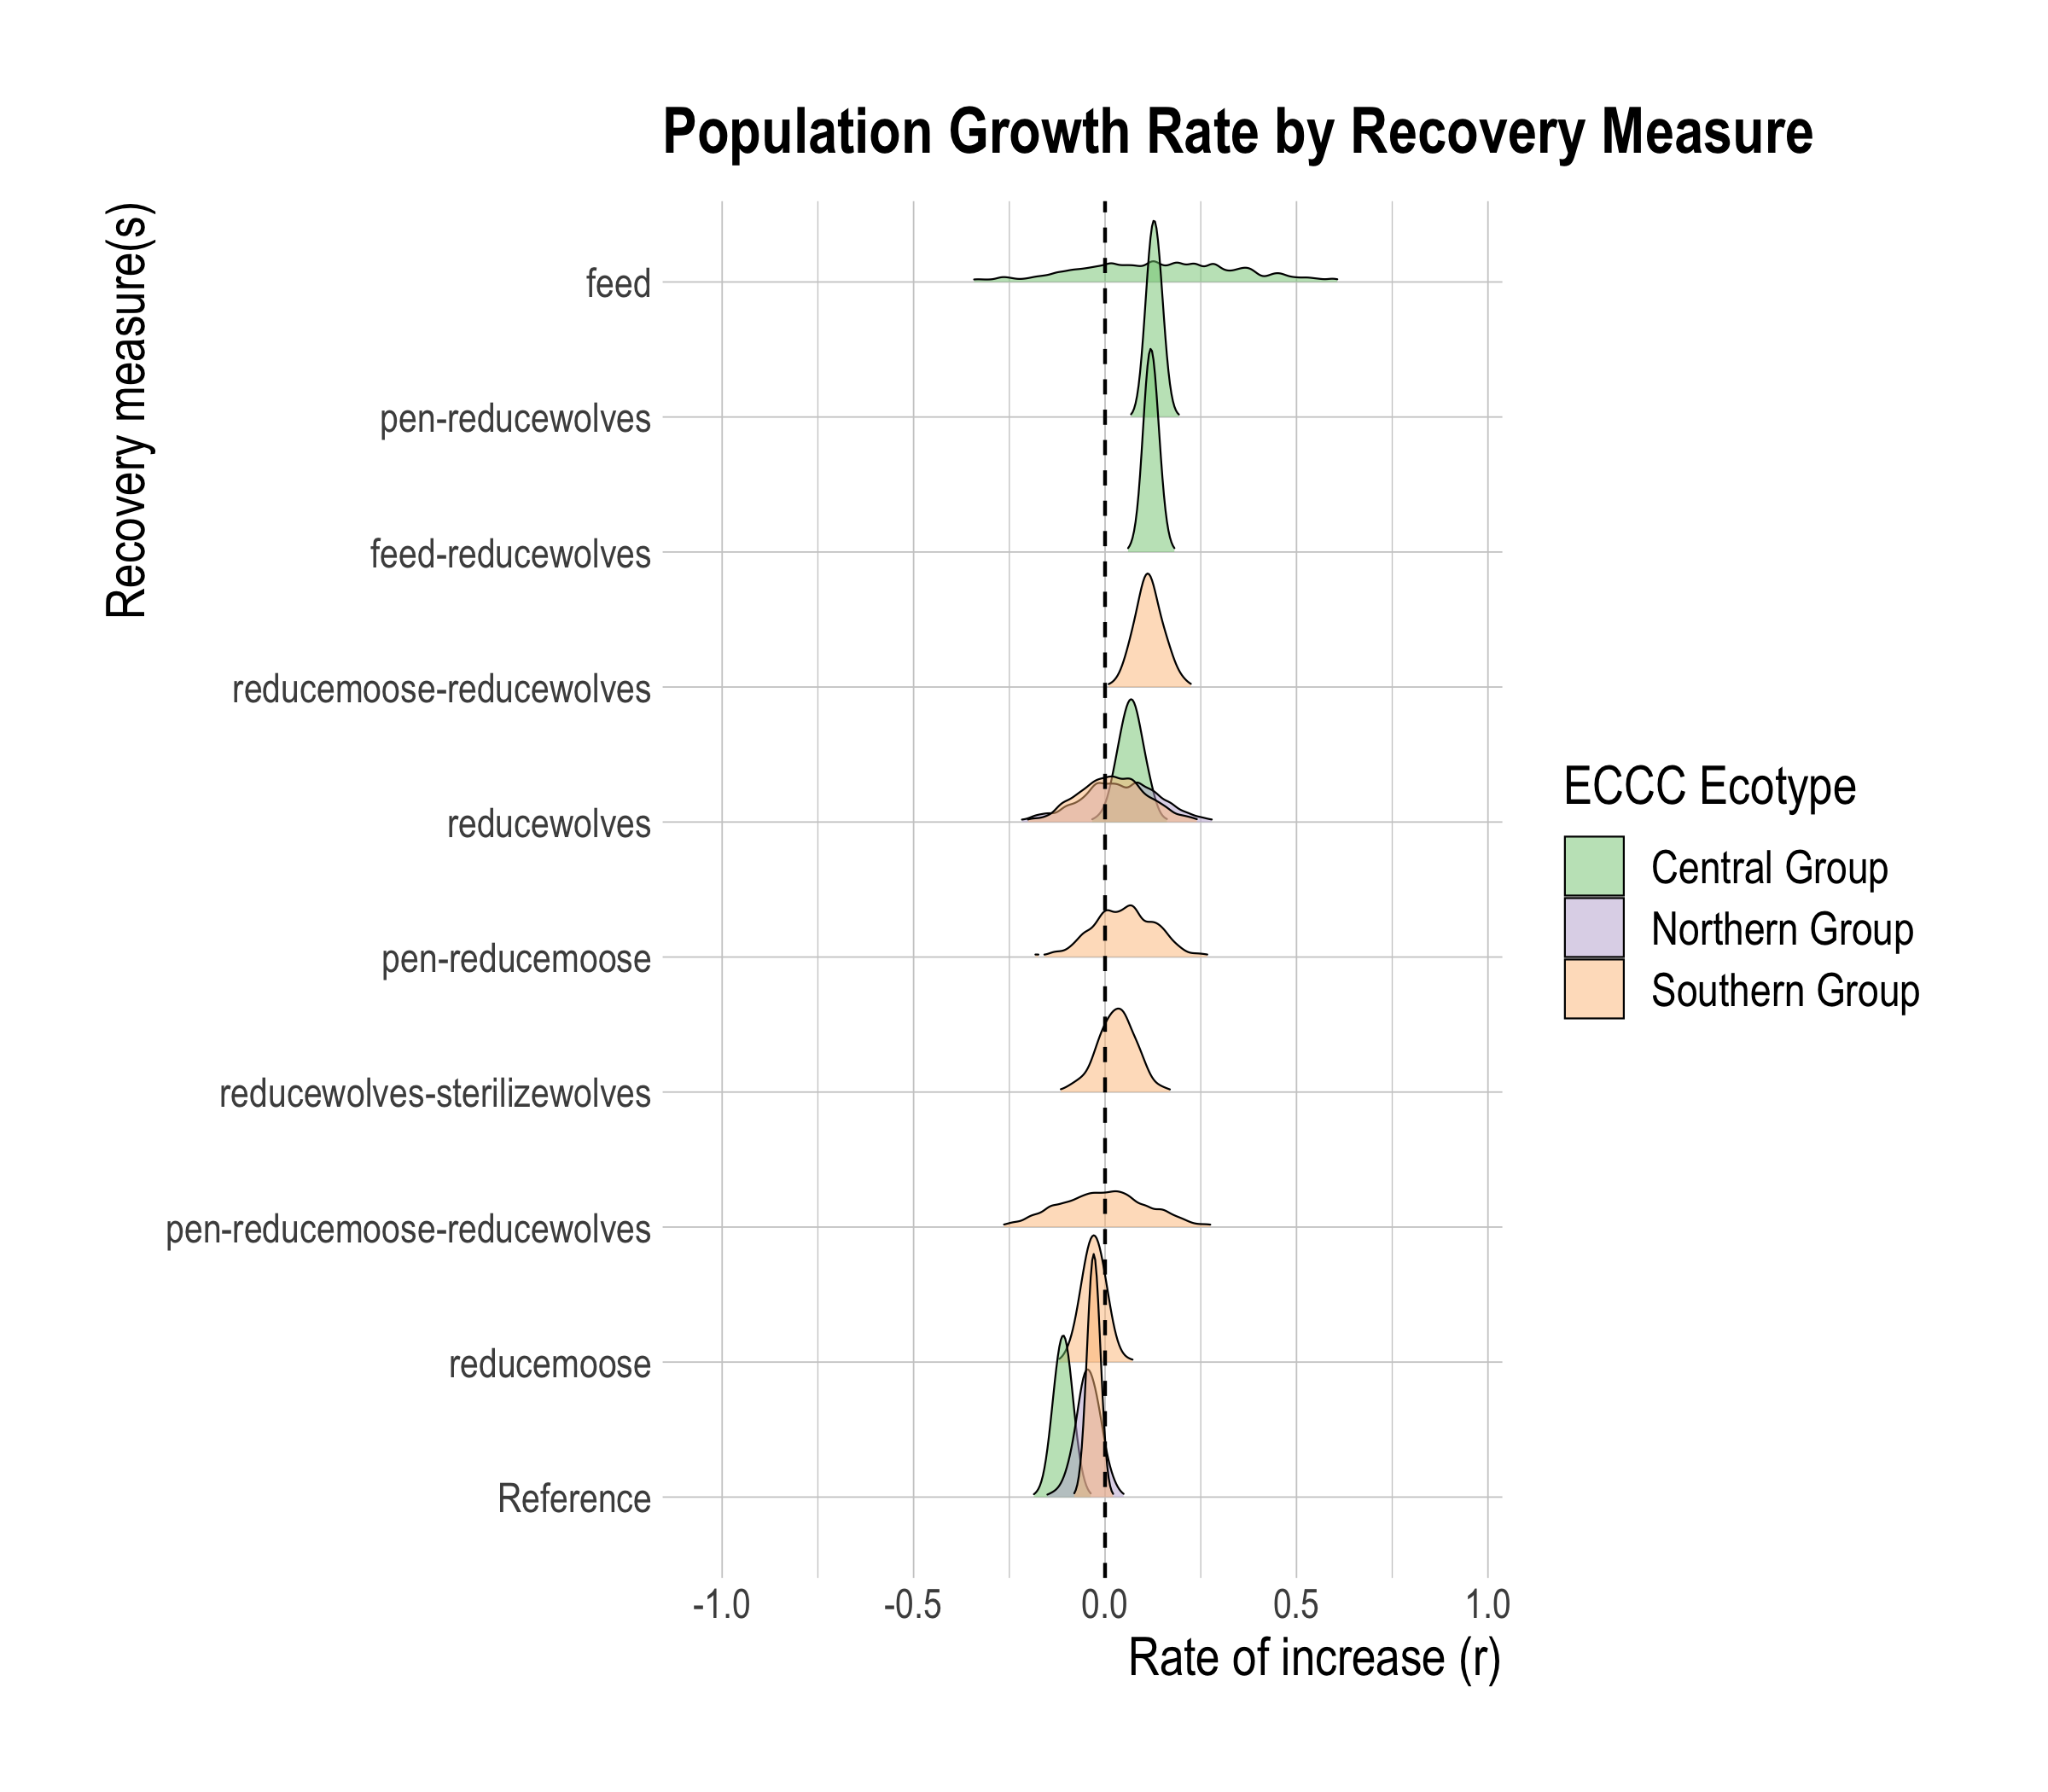 Population Growth Rate by Recovery Measure
Recovery measure(s)
feed
pen-reducewolves
feed-reducewolves
reducemoose-reducewolves
reducewolves
pen-reducemoose
reducewolves-sterilizewolves
pen-reducemoose-reducewolves
reducemoose
Reference
-1.0 -0.5 0.0 0.5 1.0
Rate of increase (r)
ECCC Ecotype
Central Group
Northern Group
Southern Group